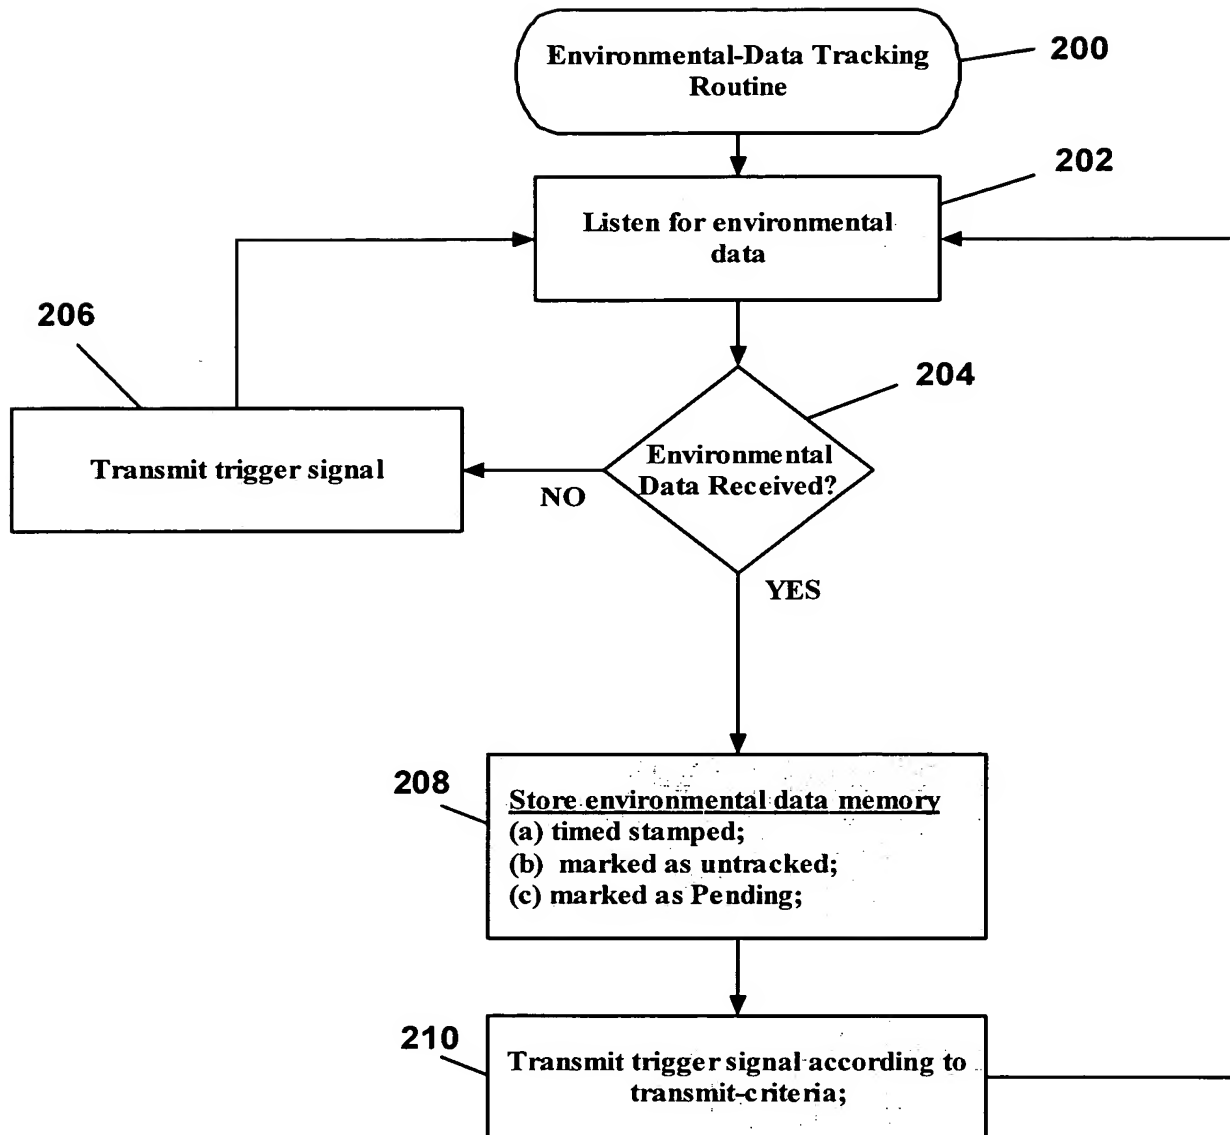 Environmental-Data Tracking
Routine
200
202
Listen for environmental
data
206
204
Transmit trigger signal
Environmental
Data Received?
NO
YES
208
Store environmental data memory
(a) timed stamped;
(b) marked as untracked;
(c) marked as Pending;
210
Transmit trigger signal according to
transmit-criteria;